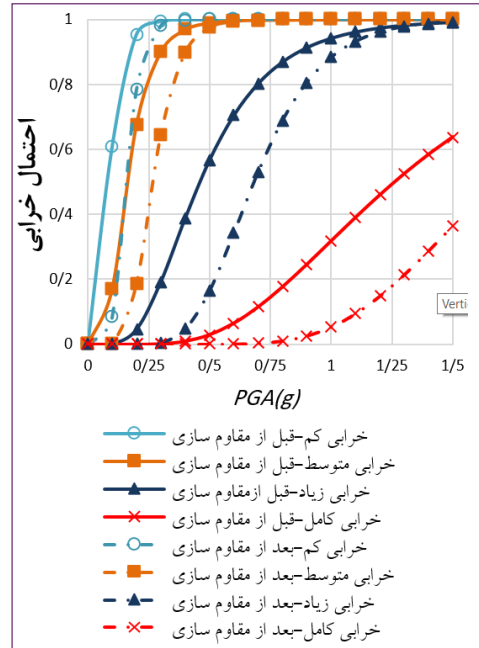 احتمال خرابی
1
0/8
0/6
0/4
0/2
0
0 0/25 0/5 0/75 1 1/25 1/5
Verti
PGA(g)
خرابی کم-قبل از مقاوم سازی
خرابی متوسط-قبل از مقاوم سازی
خرابی زیاد-قبل ازمقاوم سازی
خرابی کامل-قبل از مقاوم سازی
خرابی کم-بعد از مقاوم سازی
خرابی متوسط-بعد از مقاوم سازی
خرابی زیاد-بعد از مقاوم سازی
خرابی کامل-بعد از مقاوم سازی